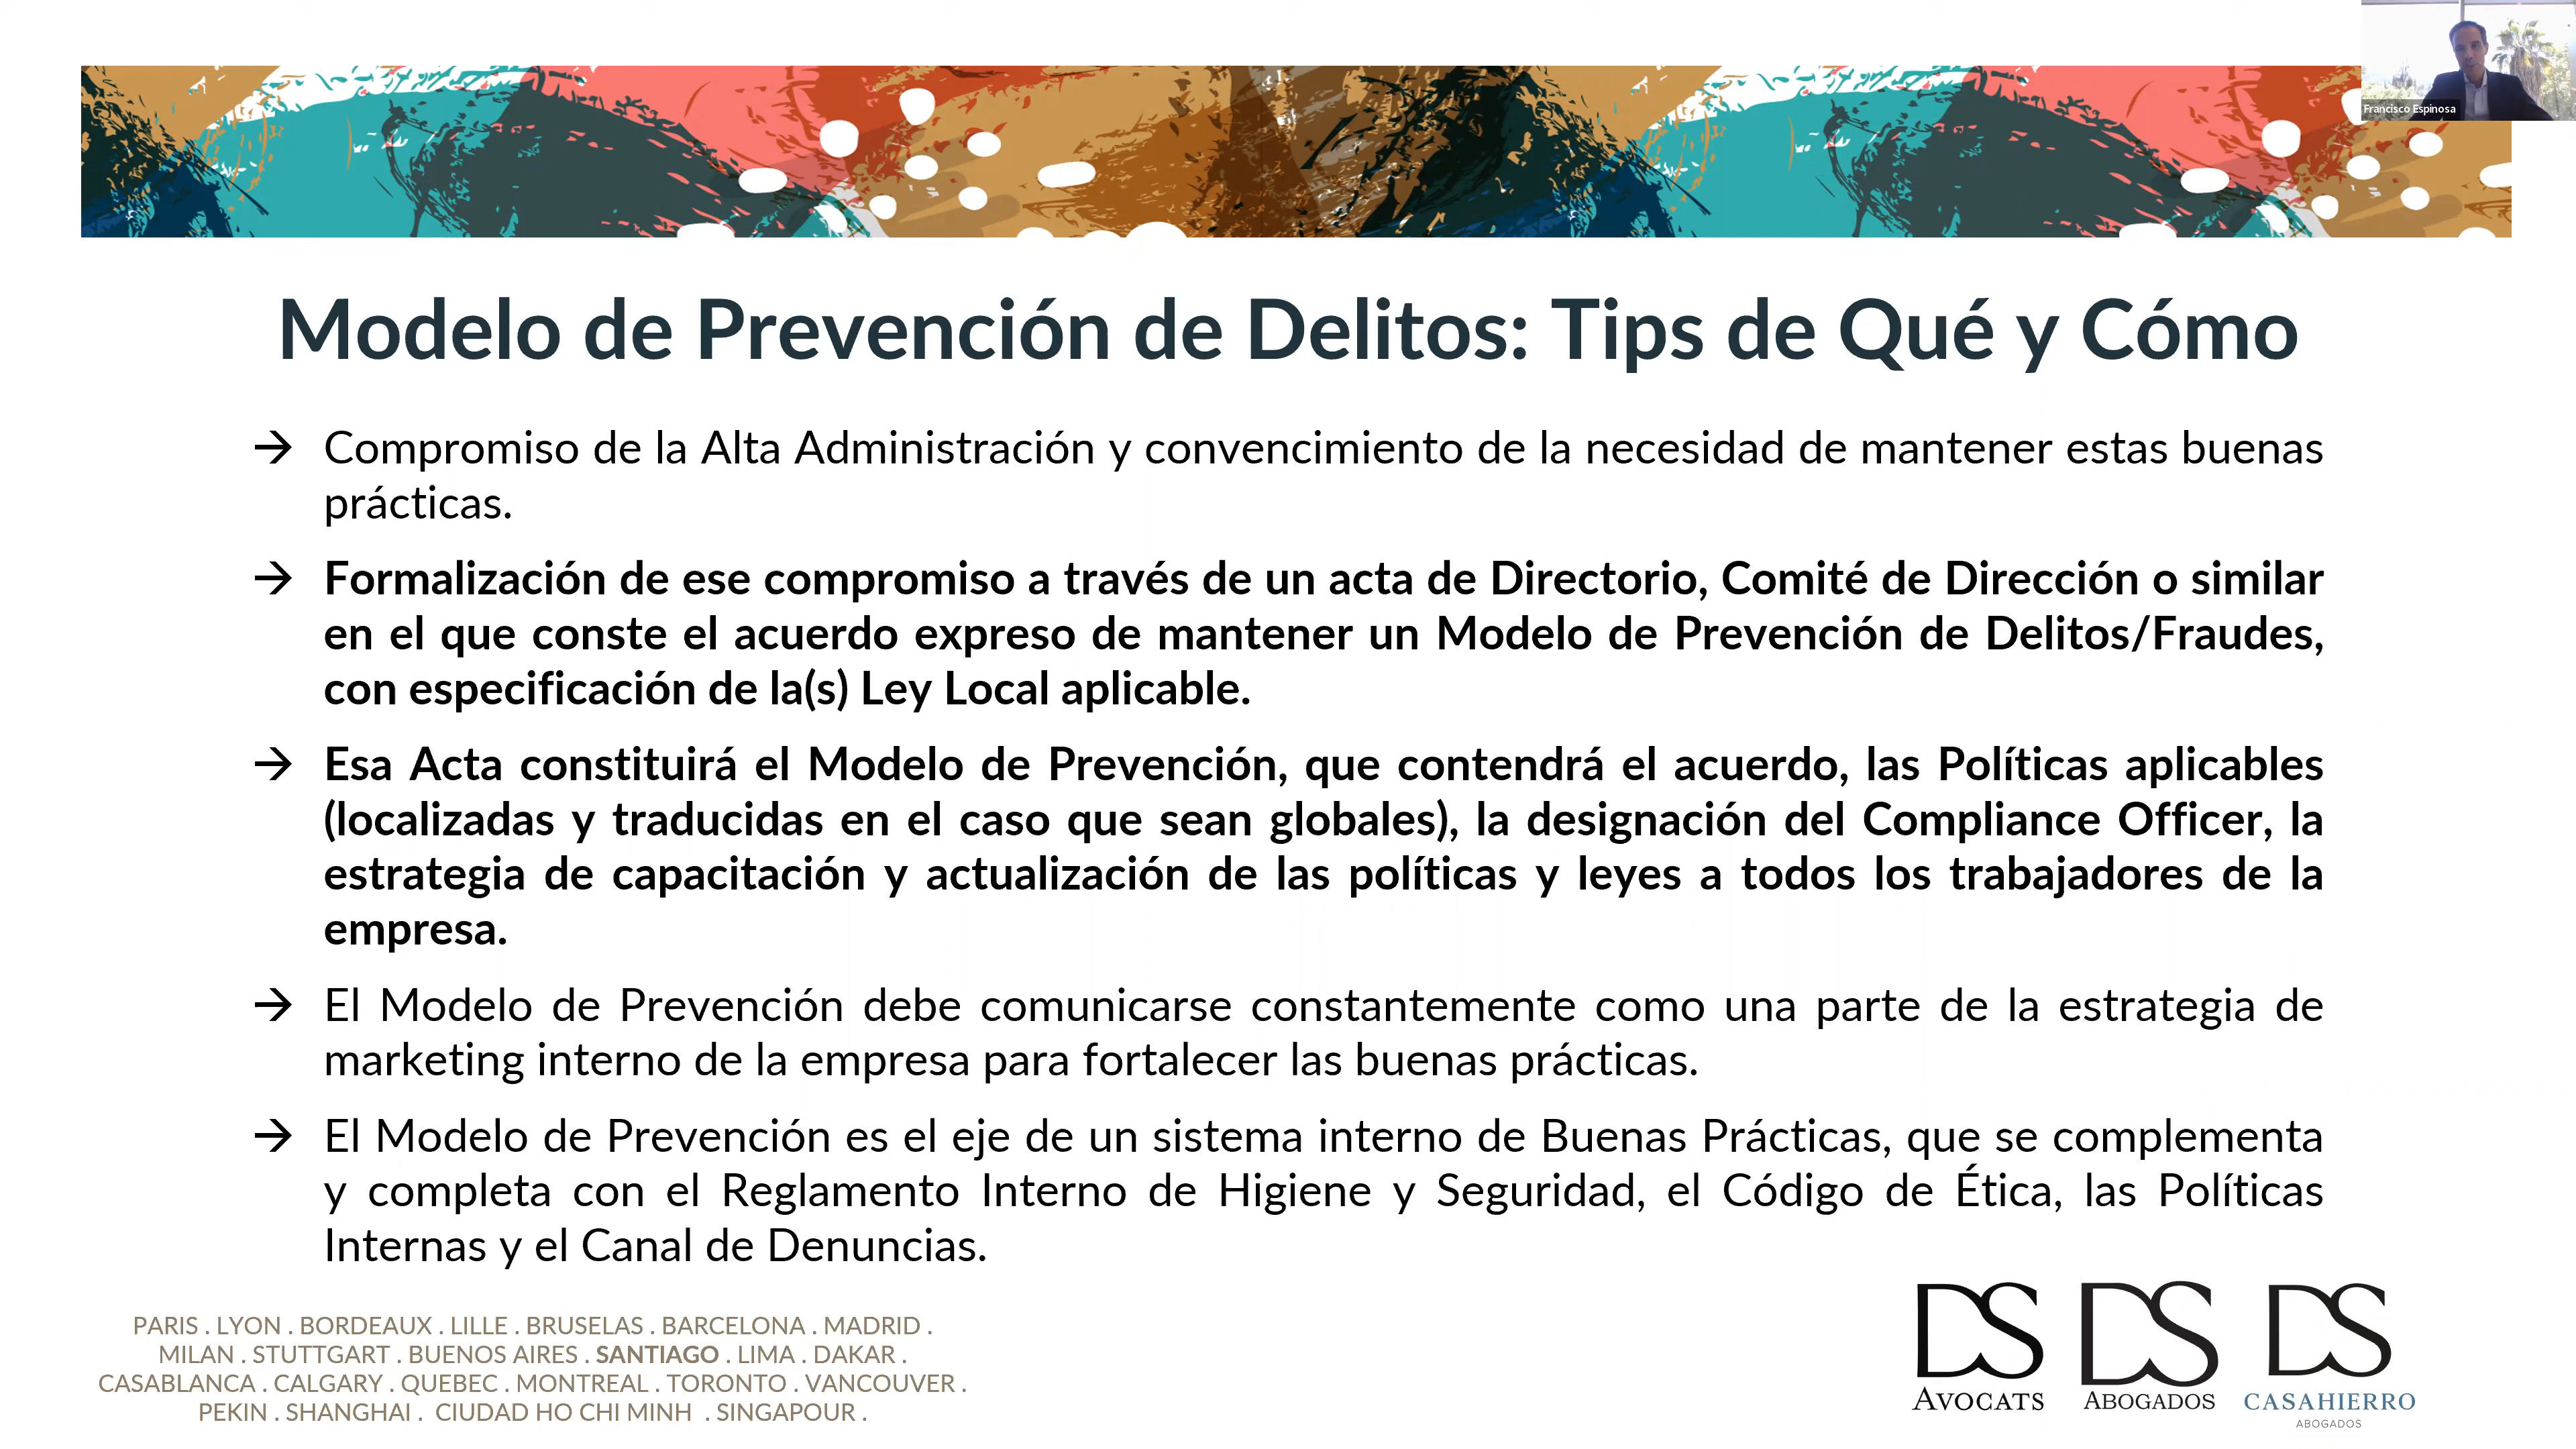 Francisco Espinosa
Modelo de Prevención de Delitos: Tips de Qué y Cómo
→ Compromiso de la Alta Administración y convencimiento de la necesidad de mantener estas buenas
prácticas.
→ Formalización de ese compromiso a través de un acta de Directorio, Comité de Dirección o similar
en el que conste el acuerdo expreso de mantener un Modelo de Prevención de Delitos/Fraudes,
con especificación de la(s) Ley Local aplicable.
→ Esa Acta constituirá el Modelo de Prevención, que contendrá el acuerdo, las Políticas aplicables
(localizadas y traducidas en el caso que sean globales), la designación del Compliance Officer, la
estrategia de capacitación y actualización de las políticas y leyes a todos los trabajadores de la
empresa.
→ El Modelo de Prevención debe comunicarse constantemente como una parte de la estrategia de
marketing interno de la empresa para fortalecer las buenas prácticas.
→ El Modelo de Prevención es el eje de un sistema interno de Buenas Prácticas, que se complementa
y completa con el Reglamento Interno de Higiene y Seguridad, el Código de Ética, las Políticas
Internas y el Canal de Denuncias.
PARIS . LYON . BORDEAUX . LILLE . BRUSELAS . BARCELONA . MADRID .
MILAN . STUTTGART . BUENOS AIRES . SANTIAGO . LIMA . DAKAR .
CASABLANCA . CALGARY . QUEBEC . MONTREAL . TORONTO . VANCOUVER .
PEKIN . SHANGHAI . CIUDAD HO CHI MINH . SINGAPOUR .
DS
AVOCATS
DS
ABOGADOS
DS
CASAHIERRO
ABOGADOS